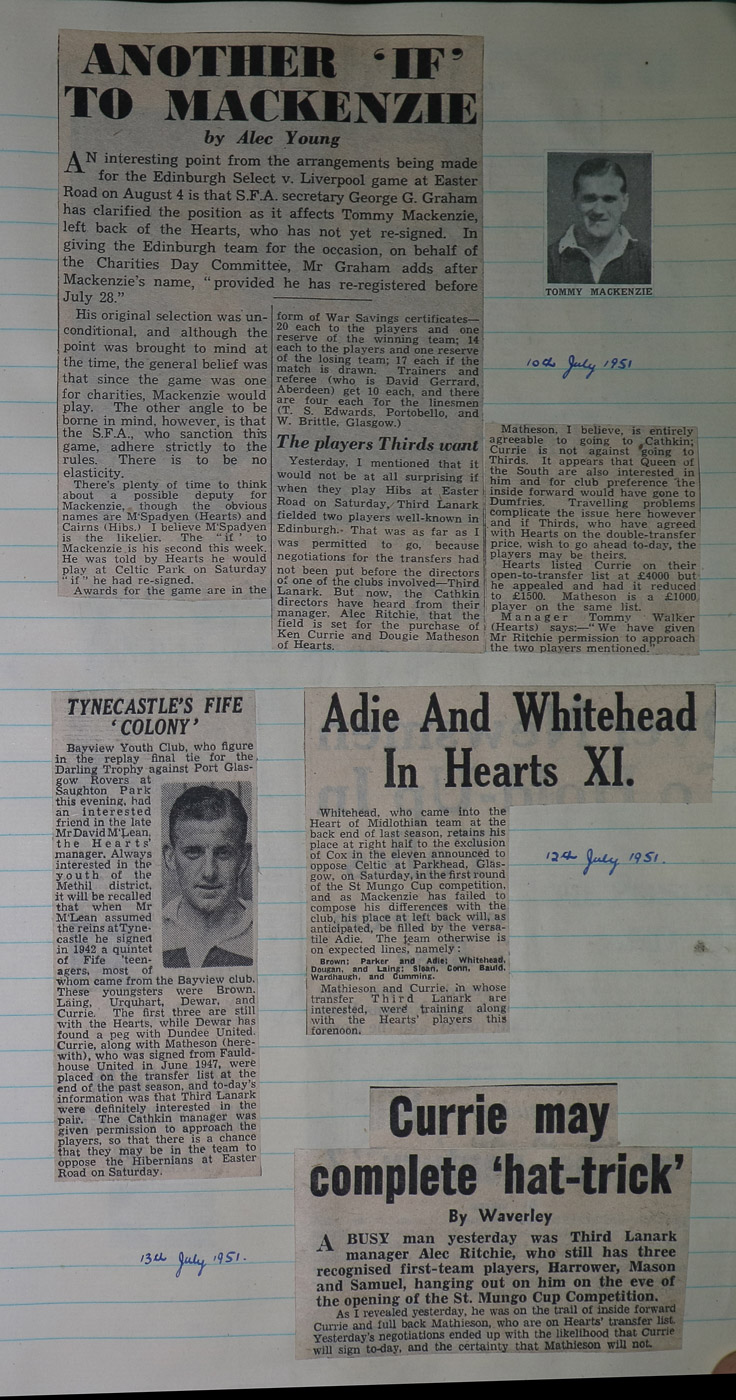 ANOTHER ‘IF’
TO MACKENZIE
by Alec Young
AN interesting point from the arrangements being made
for the Edinburgh Select v. Liverpool game at Easter
Road on August 4 is that S.F.A. secretary George G. Graham
has clarified the position as it affects Tommy Mackenzie,
left back of the Hearts, who has not yet re-signed. In
giving the Edinburgh team for the occasion, on behalf of
the Charities Day Committee, Mr Graham adds after
Mackenzie's name, “ provided he has re-registered before
July 28.”
His original selection was un-
conditional, and although the
point was brought to mind at
the time, the general belief was
that since the game was one
for charities, Mackenzie would
play. The other angle to be
borne in mind, however, is that
the S.F.A., who sanction this
game, adhere strictly to the
rules. There is to be no
elasticity.
There's plenty of time to think
about a possible deputy for
Mackenzie, though the obvious
names are M'Spadyen (Hearts) and
Cairns (Hibs.) I believe M'Spadyen
is the likelier. The “if” to
Mackenzie is his second this week.
He was told by Hearts he would
play at Celtic Park on Saturday
“if” he had re-signed.
Awards for the game are in the
form of War Savings certificates—
20 each to the players and one
reserve of the winning team; 14
each to the players and one reserve
of the losing team; 17 each if the
match is drawn. Trainers and
referee (who is David Gerrard,
Aberdeen) get 10 each, and there
are four each for the linesmen
(T. S. Edwards, Portobello, and
W. Brittle, Glasgow.)
The players Thirds want
Yesterday, I mentioned that it
would not be at all surprising if
when they play Hibs at Easter
Road on Saturday, Third Lanark
fielded two players well-known in
Edinburgh. That was as far as I
was permitted to go, because
negotiations for the transfers had
not been put before the directors
of one of the clubs involved—Third
Lanark. But now, the Cathkin
directors have heard from their
manager, Alec Ritchie, that the
field is set for the purchase of
Ken Currie and Dougie Matheson
of Hearts.
TOMMY MACKENZIE
10th July 1951
Matheson, I believe, is entirely
agreeable to going to Cathkin;
Currie is not against going to
Thirds. It appears that Queen of
the South are also interested in
him and for club preference the
inside forward would have gone to
Dumfries. Travelling problems
complicate the issue here however
and if Thirds, who have agreed
with Hearts on the double-transfer
price, wish to go ahead to-day, the
players may be theirs.
Hearts listed Currie on their
open-to-transfer list at £4000 but
he appealed and had it reduced
to £1500. Matheson is a £1000
player on the same list.
Manager Tommy Walker
(Hearts) says:—“We have given
Mr Ritchie permission to approach
the two players mentioned.”
TYNECASTLE'S FIFE
‘COLONY’
Bayview Youth Club, who figure
in the replay final tie for the
Darling Trophy against Port Glas-
gow Rovers at
Saughton Park
this evening, had
an interested
friend in the late
Mr David M'Lean,
the Hearts'
manager. Always
interested in the
youth of the
Methil district,
it will be recalled
that when Mr
M'Lean assumed
the reins at Tyne-
castle he signed
in 1942 a quintet
of Fife 'teen-
agers, most of
whom came from the Bayview club.
These youngsters were Brown,
Laing, Urquhart, Dewar, and
Currie. The first three are still
with the Hearts, while Dewar has
found a peg with Dundee United.
Currie, along with Matheson (here-
with), who was signed from Fauld-
house United in June 1947, were
placed on the transfer list at the
end of the past season, and to-day's
information was that Third Lanark
were definitely interested in the
pair. The Cathkin manager was
given permission to approach the
players, so that there is a chance
that they may be in the team to
oppose the Hibernians at Easter
Road on Saturday.
13th July 1951.
Adie And Whitehead
In Hearts XI.
Whitehead, who came into the
Heart of Midlothian team at the
back end of last season, retains his
place at right half to the exclusion
of Cox in the eleven announced to
oppose Celtic at Parkhead, Glas-
gow, on Saturday, in the first round
of the St Mungo Cup competition,
and as Mackenzie has failed to
compose his differences with the
club, his place at left back will, as
anticipated, be filled by the versa-
tile Adie. The team otherwise is
on expected lines, namely:
Brown; Parker and Adie; Whitehead,
Dougan, and Laing; Sloan, Conn, Bauld,
Wardhaugh, and Cumming.
Mathieson and Currie, in whose
transfer Third Lanark are
interested, were training along
with the Hearts' players this
forenoon.
12th July 1951.
Currie may
complete ‘hat-trick’
By Waverley
A BUSY man yesterday was Third Lanark
manager Alec Ritchie, who still has three
recognised first-team players, Harrower, Mason
and Samuel, hanging out on him on the eve of
the opening of the St. Mungo Cup Competition.
As I revealed yesterday, he was on the trail of inside forward
Currie and full back Mathieson, who are on Hearts' transfer list.
Yesterday's negotiations ended up with the likelihood that Currie
will sign to-day, and the certainty that Mathieson will not.